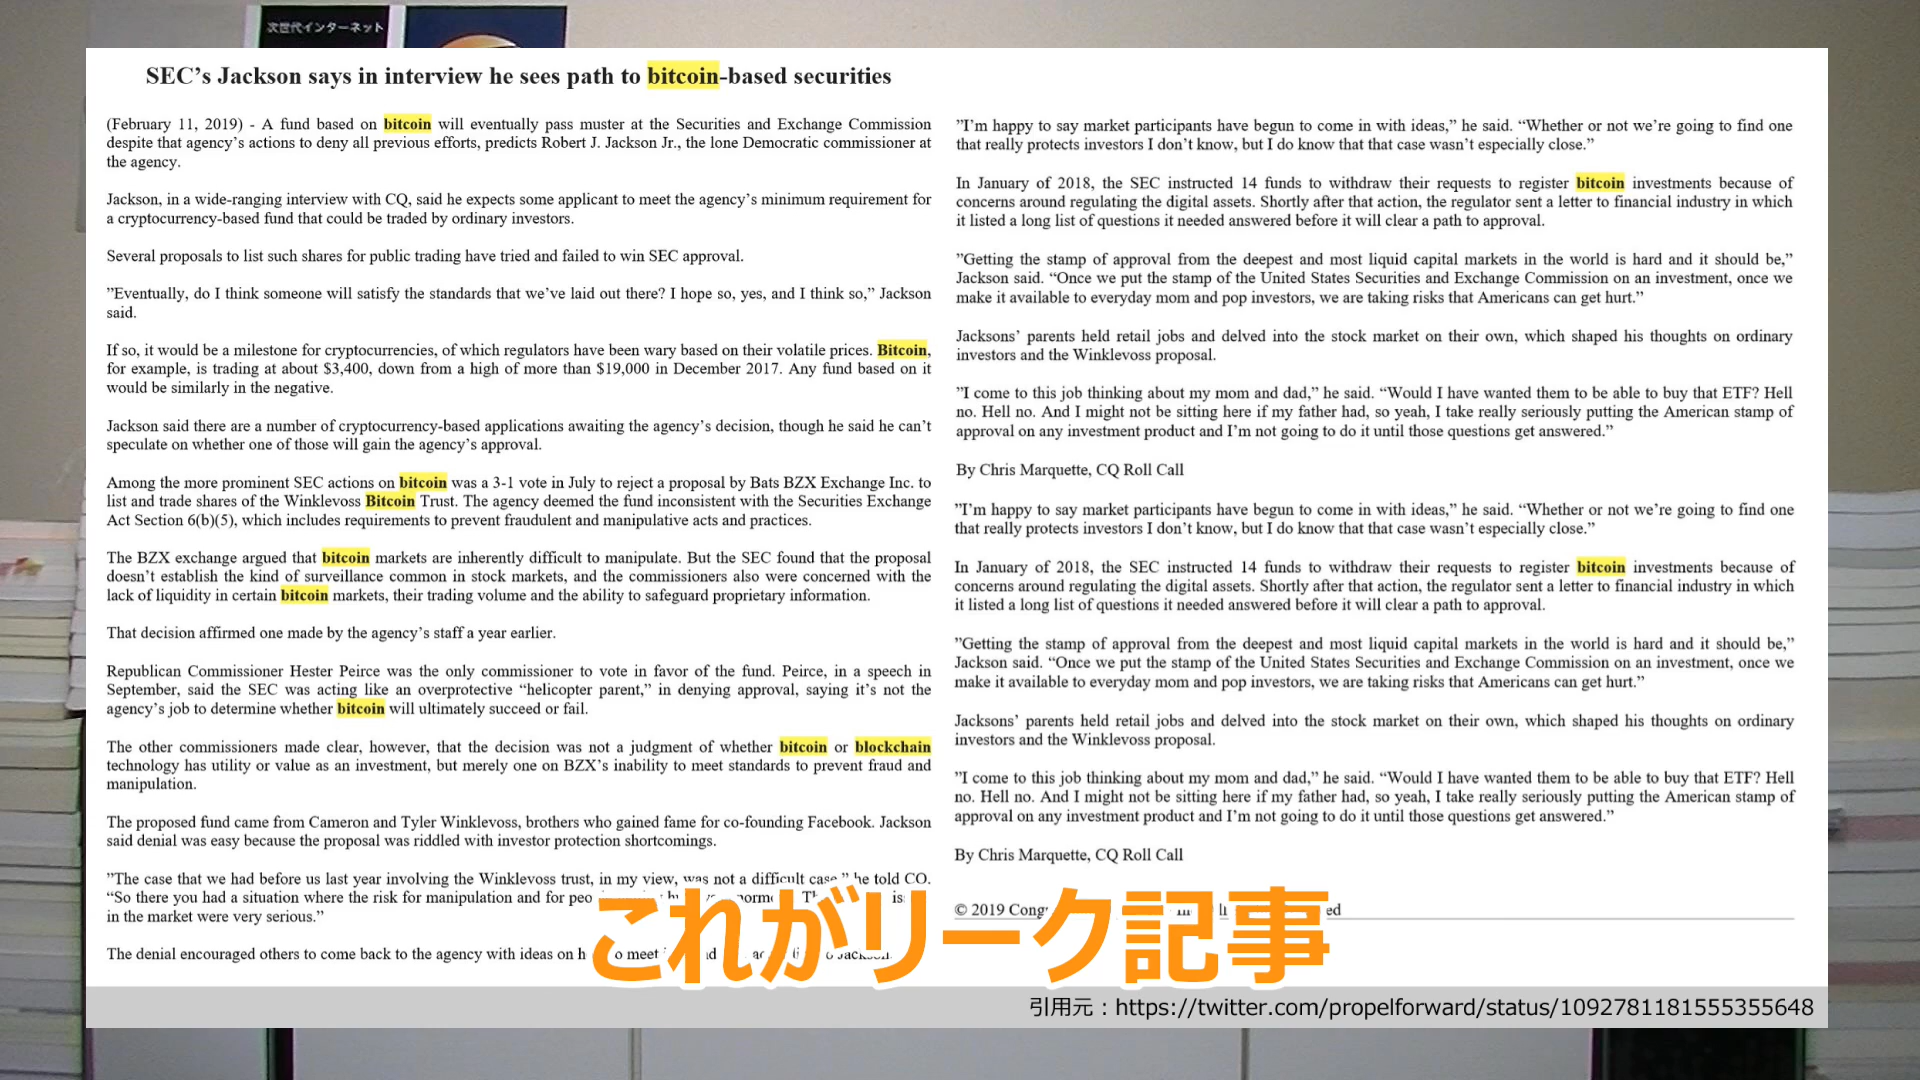 次世代インターネット
SEC’s Jackson says in interview he sees path to bitcoin-based securities
(February 11, 2019) - A fund based on bitcoin will eventually pass muster at the Securities and Exchange Commission
despite that agency’s actions to deny all previous efforts, predicts Robert J. Jackson Jr., the lone Democratic commissioner at
the agency.
Jackson, in a wide-ranging interview with CQ, said he expects some applicant to meet the agency’s minimum requirement for
a cryptocurrency-based fund that could be traded by ordinary investors.
Several proposals to list such shares for public trading have tried and failed to win SEC approval.
”Eventually, do I think someone will satisfy the standards that we’ve laid out there? I hope so, yes, and I think so,” Jackson
said.
If so, it would be a milestone for cryptocurrencies, of which regulators have been wary based on their volatile prices. Bitcoin,
for example, is trading at about $3,400, down from a high of more than $19,000 in December 2017. Any fund based on it
would be similarly in the negative.
Jackson said there are a number of cryptocurrency-based applications awaiting the agency’s decision, though he said he can’t
speculate on whether one of those will gain the agency’s approval.
Among the more prominent SEC actions on bitcoin was a 3-1 vote in July to reject a proposal by Bats BZX Exchange Inc. to
list and trade shares of the Winklevoss Bitcoin Trust. The agency deemed the fund inconsistent with the Securities Exchange
Act Section 6(b)(5), which includes requirements to prevent fraudulent and manipulative acts and practices.
The BZX exchange argued that bitcoin markets are inherently difficult to manipulate. But the SEC found that the proposal
doesn’t establish the kind of surveillance common in stock markets, and the commissioners also were concerned with the
lack of liquidity in certain bitcoin markets, their trading volume and the ability to safeguard proprietary information.
That decision affirmed one made by the agency’s staff a year earlier.
Republican Commissioner Hester Peirce was the only commissioner to vote in favor of the fund. Peirce, in a speech in
September, said the SEC was acting like an overprotective “helicopter parent,” in denying approval, saying it’s not the
agency’s job to determine whether bitcoin will ultimately succeed or fail.
The other commissioners made clear, however, that the decision was not a judgment of whether bitcoin or blockchain
technology has utility or value as an investment, but merely one on BZX’s inability to meet standards to prevent fraud and
manipulation.
The proposed fund came from Cameron and Tyler Winklevoss, brothers who gained fame for co-founding Facebook. Jackson
said denial was easy because the proposal was riddled with investor protection shortcomings.
”The case that we had before us last year involving the Winklevoss trust, in my view, was not a difficult case,” he told CQ.
“So there you had a situation where the risk for manipulation and for
in the market were very serious.”
The denial encouraged others to come back to the agency with ideas on meet
”I’m happy to say market participants have begun to come in with ideas,” he said. “Whether or not we’re going to find one
that really protects investors I don’t know, but I do know that that case wasn’t especially close.”
In January of 2018, the SEC instructed 14 funds to withdraw their requests to register bitcoin investments because of
concerns around regulating the digital assets. Shortly after that action, the regulator sent a letter to financial industry in which
it listed a long list of questions it needed answered before it will clear a path to approval.
”Getting the stamp of approval from the deepest and most liquid capital markets in the world is hard and it should be,”
Jackson said. “Once we put the stamp of the United States Securities and Exchange Commission on an investment, once we
make it available to everyday mom and pop investors, we are taking risks that Americans can get hurt.”
Jacksons’ parents held retail jobs and delved into the stock market on their own, which shaped his thoughts on ordinary
investors and the Winklevoss proposal.
”I come to this job thinking about my mom and dad,” he said. “Would I have wanted them to be able to buy that ETF? Hell
no. Hell no. And I might not be sitting here if my father had, so yeah, I take really seriously putting the American stamp of
approval on any investment product and I’m not going to do it until those questions get answered.”
By Chris Marquette, CQ Roll Call
”I’m happy to say market participants have begun to come in with ideas,” he said. “Whether or not we’re going to find one
that really protects investors I don’t know, but I do know that that case wasn’t especially close.”
In January of 2018, the SEC instructed 14 funds to withdraw their requests to register bitcoin investments because of
concerns around regulating the digital assets. Shortly after that action, the regulator sent a letter to financial industry in which
it listed a long list of questions it needed answered before it will clear a path to approval.
”Getting the stamp of approval from the deepest and most liquid capital markets in the world is hard and it should be,”
Jackson said. “Once we put the stamp of the United States Securities and Exchange Commission on an investment, once we
make it available to everyday mom and pop investors, we are taking risks that Americans can get hurt.”
Jacksons’ parents held retail jobs and delved into the stock market on their own, which shaped his thoughts on ordinary
investors and the Winklevoss proposal.
”I come to this job thinking about my mom and dad,” he said. “Would I have wanted them to be able to buy that ETF? Hell
no. Hell no. And I might not be sitting here if my father had, so yeah, I take really seriously putting the American stamp of
approval on any investment product and I’m not going to do it until those questions get answered.”
By Chris Marquette, CQ Roll Call
© 2019
これがリーク記事
引用元：https://twitter.com/propelforward/status/1092781181555355648